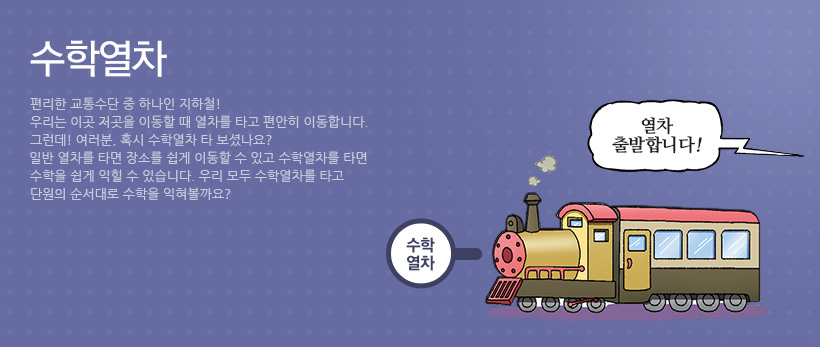 수학열차
편리한 교통수단 중 하나인 지하철!
우리는 이곳 저곳을 이동할 때 열차를 타고 편안히 이동합니다.
그런데! 여러분, 혹시 수학열차 타 보셨나요?
일반 열차를 타면 장소를 쉽게 이동할 수 있고 수학열차를 타면
수학을 쉽게 익힐 수 있습니다. 우리 모두 수학열차를 타고
단원의 순서대로 수학을 익혀볼까요?
열차
출발합니다!
수학
열차